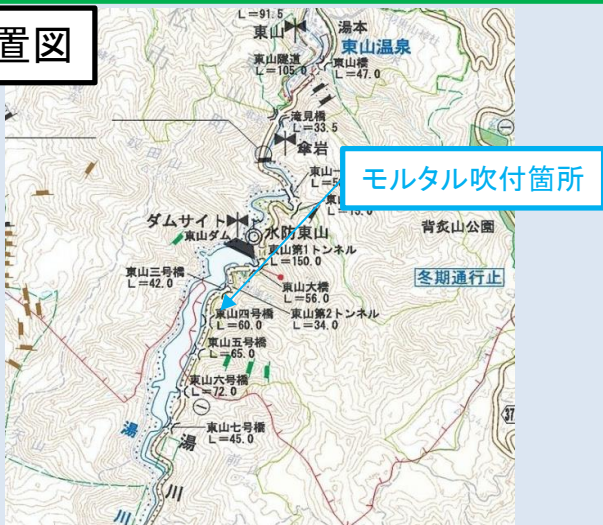 置図
L=91.5
東山
湯本
東山温泉
東山隧道
L=105.0
東山橋
L=47.0
滝見橋
L=33.5
傘岩
東山一
モルタル吹付箇所
背炙山公園
ダムサイト
水防東山
東山ダム
東山第1トンネル
L=150.0
冬期通行止
東山三号橋
L=42.0
東山大橋
L=56.0
東山四号橋
L=60.0
東山第2トンネル
L=34.0
東山五号橋
L=65.0
東山六号橋
L=72.0
37
東山七号橋
L=45.0
湯
川
湯
川